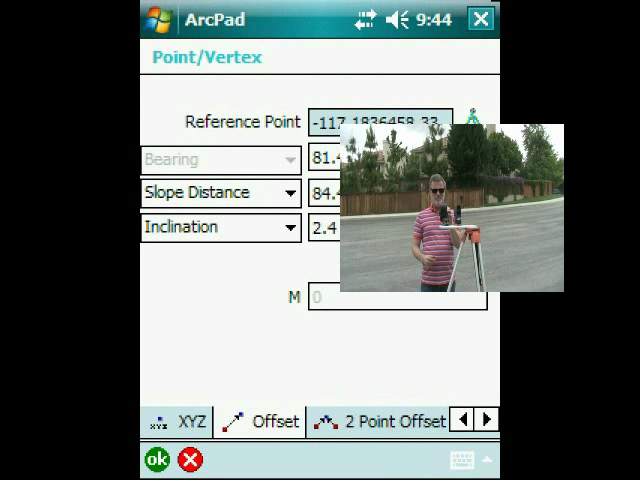 ArcPad 9:44
Point/Vertex
Reference Point -117.1836458,33
Bearing 81.4
Slope Distance 84.4
Inclination 2.4
M 0
XYZ Offset 2 Point Offset
ok